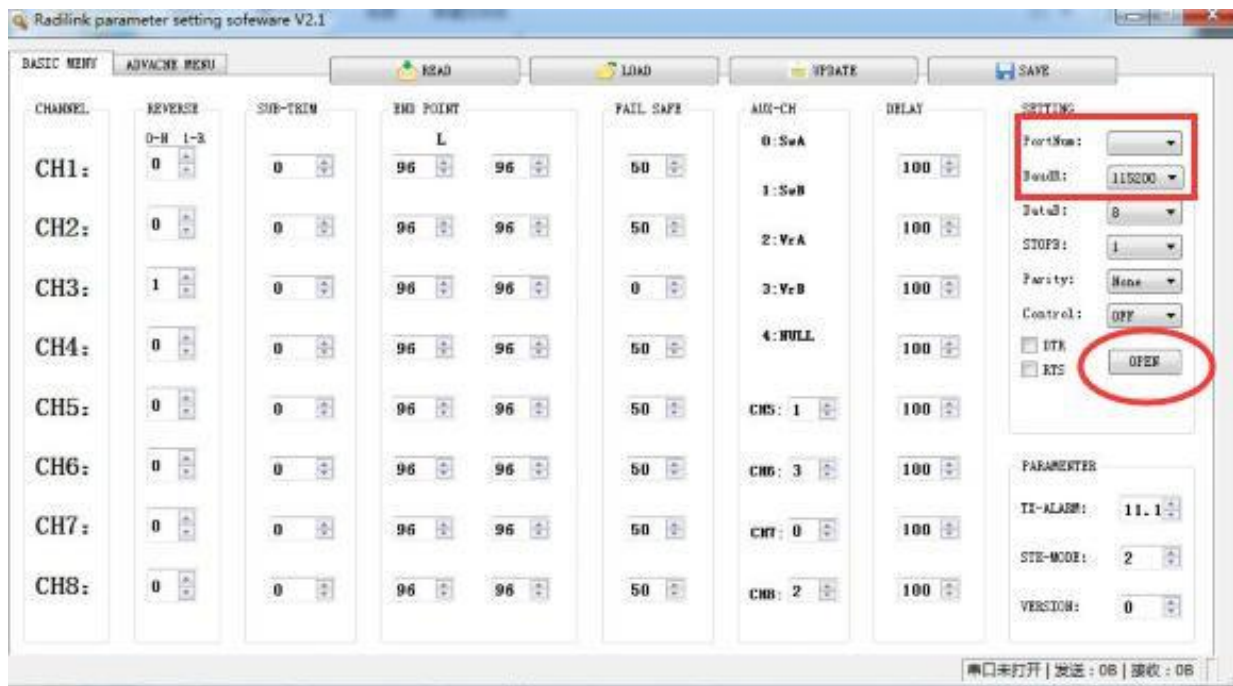 Radilink parameter setting sofeware V2.1
BASIC MENU ADVACNE MENU READ LOAD UPDATE SAVE
CHANNEL REVERSE SUB-TRIM END POINT FAIL SAFE AUX-CH DELAY SETTING
0-N 1-R L 0:SwA PortNum:
CH1: 0 0 96 96 50 100
1:SwB BaudR: 115200
CH2: 0 0 96 96 50 2:VrA 100 DataB: 8
STOPB: 1
CH3: 1 0 96 96 0 3:VrB 100 Parity: None
Control: OFF
CH4: 0 0 96 96 50 4:NULL 100 DTR OPEN
RTS
CH5: 0 0 96 96 50 CH5: 1 100
CH6: 0 0 96 96 50 CH6: 3 100 PARAMENTER
TX-ALARM: 11.1
CH7: 0 0 96 96 50 CH7: 0 100
STE-MODE: 2
CH8: 0 0 96 96 50 CH8: 2 100
VERSION: 0
串口未打开 | 发送：0B | 接收：0B